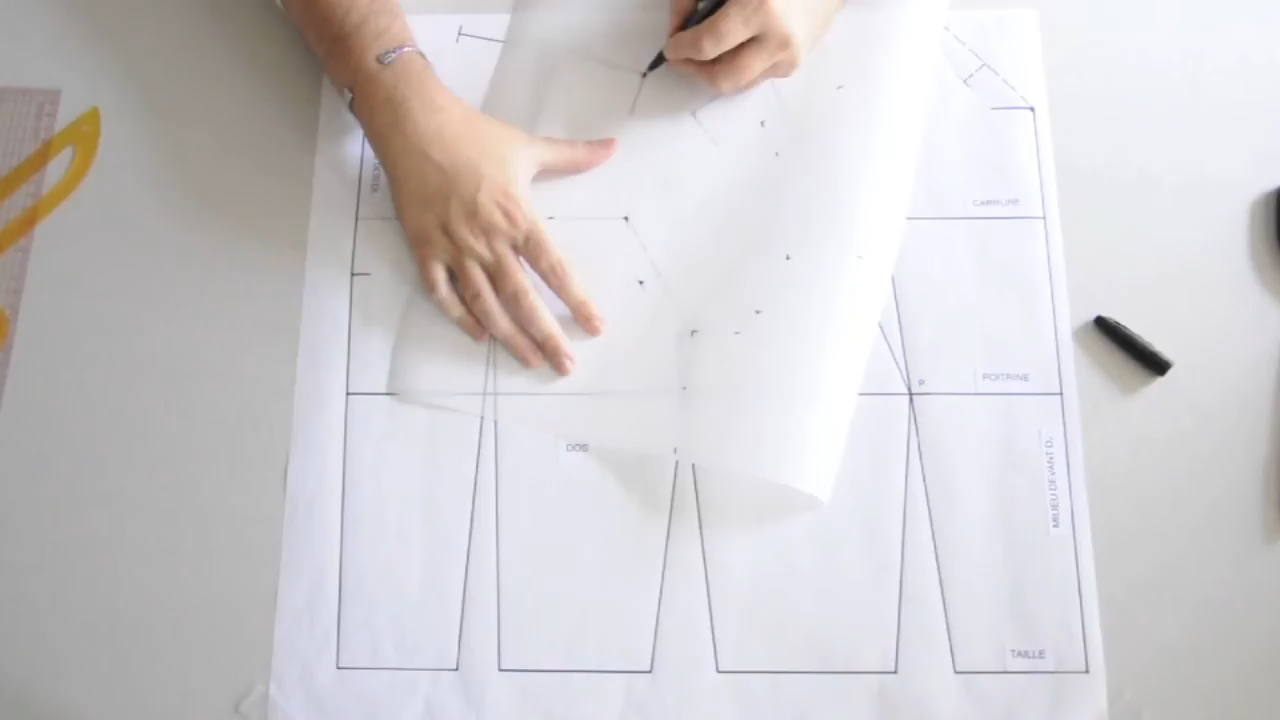 CARRURE
P
POITRINE
DOS
MILIEU DEVANT D.
TAILLE